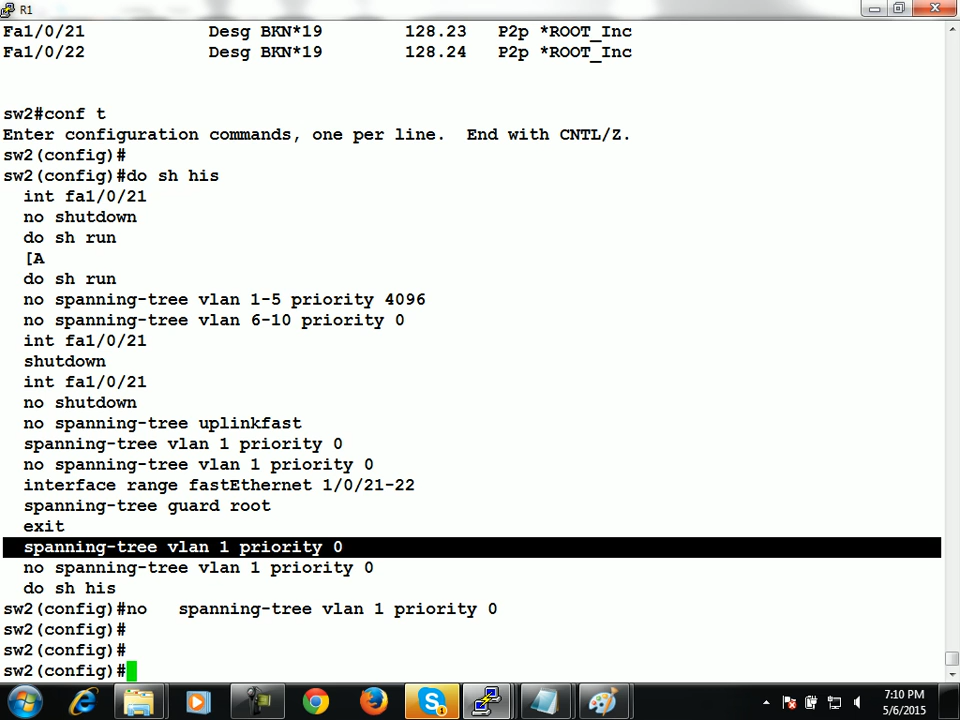 R1
Fa1/0/21 Desg BKN*19 128.23 P2p *ROOT_Inc
Fa1/0/22 Desg BKN*19 128.24 P2p *ROOT_Inc
sw2#conf t
Enter configuration commands, one per line. End with CNTL/Z.
sw2(config)#
sw2(config)#do sh his
int fa1/0/21
no shutdown
do sh run
[A
do sh run
no spanning-tree vlan 1-5 priority 4096
no spanning-tree vlan 6-10 priority 0
int fa1/0/21
shutdown
int fa1/0/21
no shutdown
no spanning-tree uplinkfast
spanning-tree vlan 1 priority 0
no spanning-tree vlan 1 priority 0
interface range fastEthernet 1/0/21-22
spanning-tree guard root
exit
spanning-tree vlan 1 priority 0
no spanning-tree vlan 1 priority 0
do sh his
sw2(config)#no spanning-tree vlan 1 priority 0
sw2(config)#
sw2(config)#
sw2(config)#
7:10 PM
5/6/2015